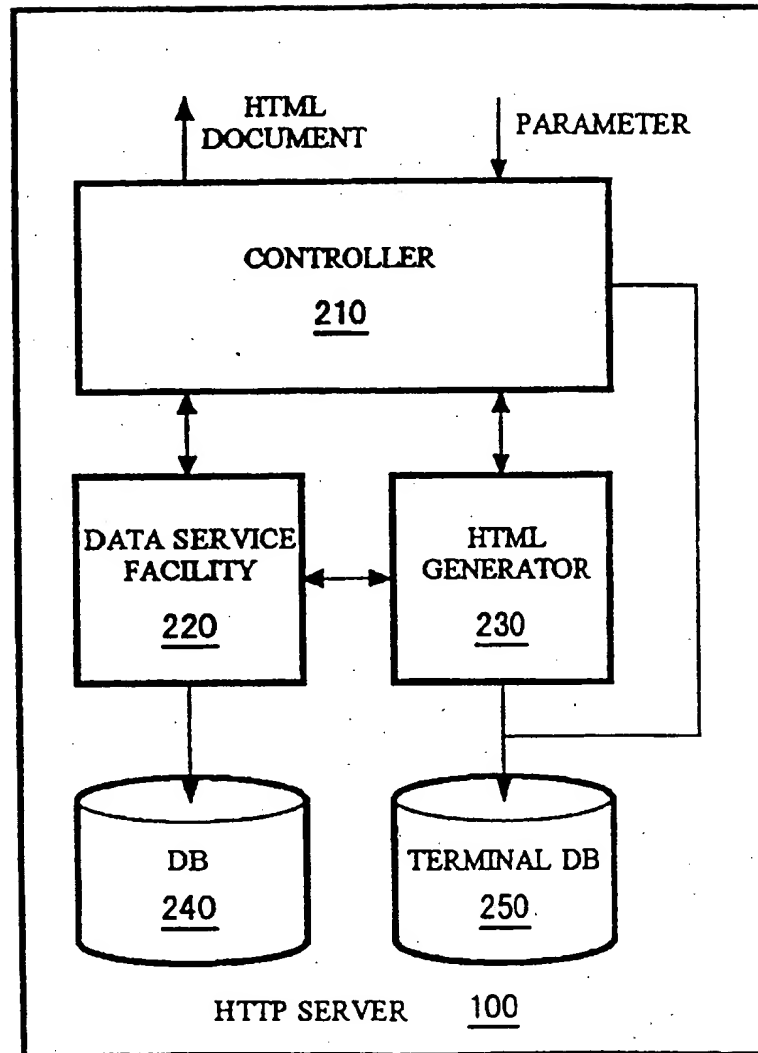 HTML
DOCUMENT
PARAMETER
CONTROLLER
210
DATA SERVICE
FACILITY
220
HTML
GENERATOR
230
DB
240
TERMINAL DB
250
HTTP SERVER 100